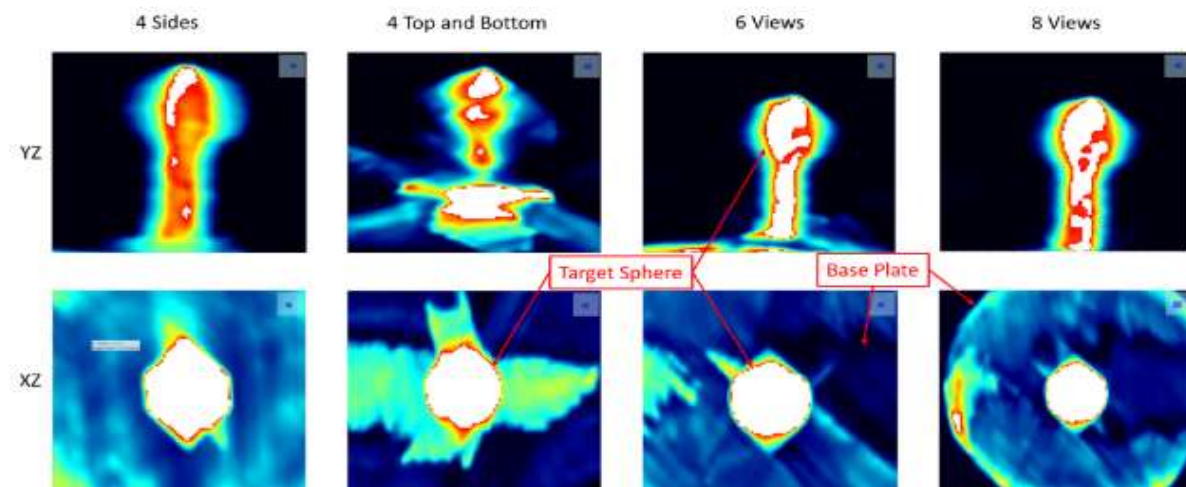 4 Sides
4 Top and Bottom
6 Views
8 Views
YZ
Target Sphere
Base Plate
XZ